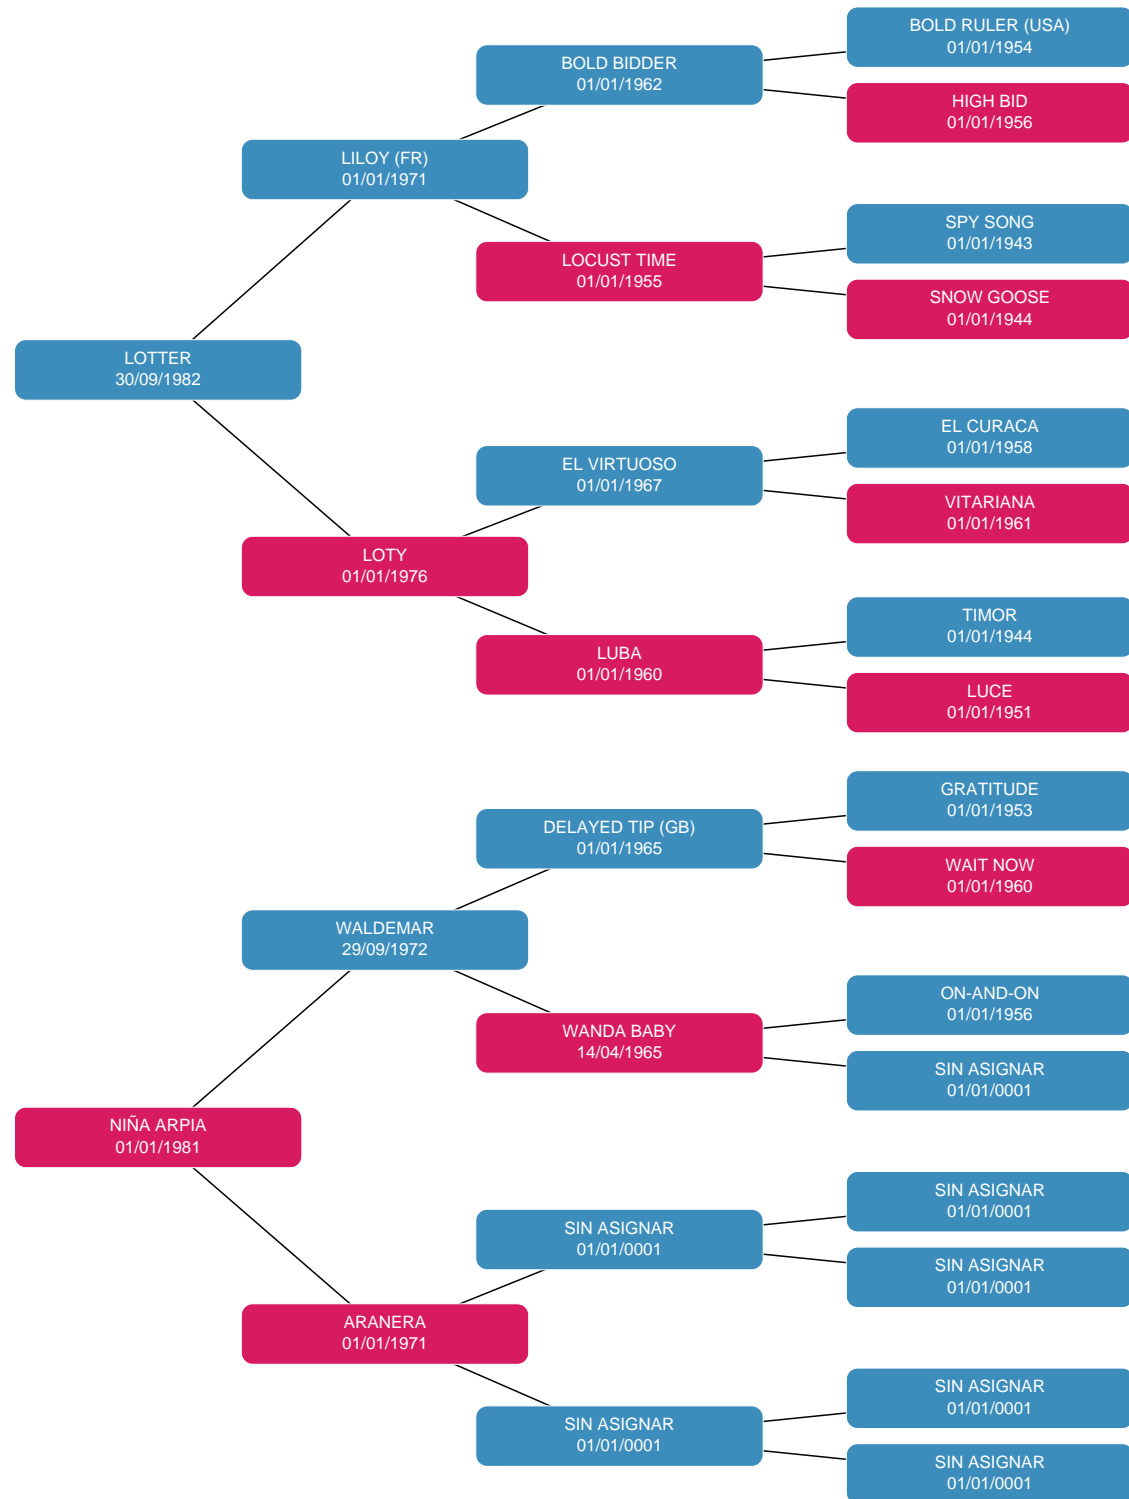 BOLD RULER (USA)
01/01/1954
BOLD BIDDER
01/01/1962
HIGH BID
01/01/1956
LILOY (FR)
01/01/1971
SPY SONG
01/01/1943
LOCUST TIME
01/01/1955
SNOW GOOSE
01/01/1944
LOTTER
30/09/1982
EL CURACA
01/01/1958
EL VIRTUOSO
01/01/1967
VITARIANA
01/01/1961
LOTY
01/01/1976
TIMOR
01/01/1944
LUBA
01/01/1960
LUCE
01/01/1951
GRATITUDE
01/01/1953
DELAYED TIP (GB)
01/01/1965
WAIT NOW
01/01/1960
WALDEMAR
29/09/1972
ON-AND-ON
01/01/1956
WANDA BABY
14/04/1965
SIN ASIGNAR
01/01/0001
NIÑA ARPIA
01/01/1981
SIN ASIGNAR
01/01/0001
SIN ASIGNAR
01/01/0001
SIN ASIGNAR
01/01/0001
ARANERA
01/01/1971
SIN ASIGNAR
01/01/0001
SIN ASIGNAR
01/01/0001
SIN ASIGNAR
01/01/0001